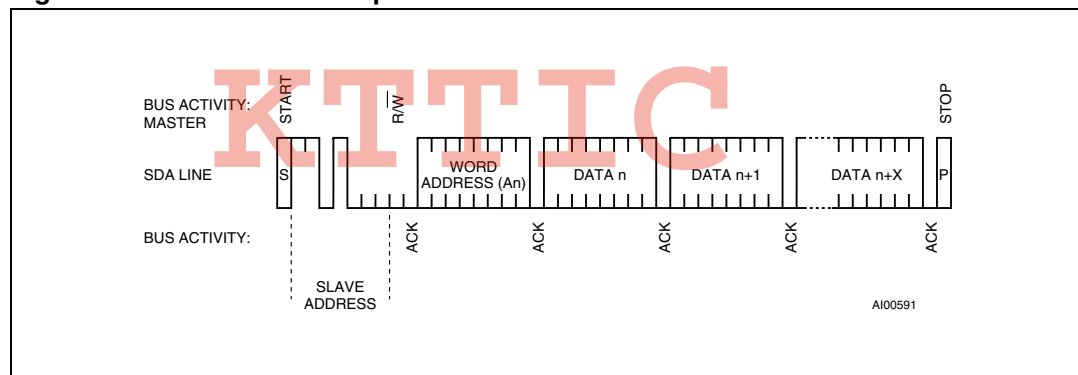 KTTIC
BUS ACTIVITY:
MASTER
START
R/W
STOP
SDA LINE
S
WORD
ADDRESS (An)
DATA n
DATA n+1
DATA n+X
P
BUS ACTIVITY:
ACK
ACK
ACK
ACK
ACK
SLAVE
ADDRESS
AI00591